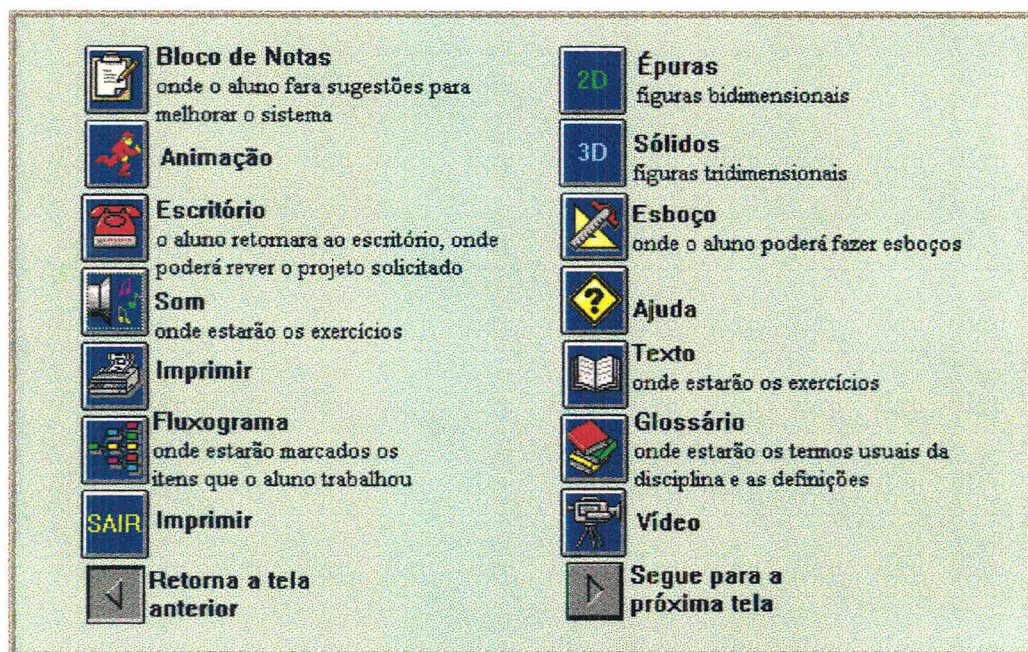 Bloco de Notas
onde o aluno fara sugestões para
melhorar o sistema
Animação
Escritório
o aluno retornara ao escritório, onde
poderá rever o projeto solicitado
Som
onde estarão os exercícios
Imprimir
Fluxograma
onde estarão marcados os
itens que o aluno trabalhou
SAIR Imprimir
Retorna a tela
anterior
2D Épuras
figuras bidimensionais
3D Sólidos
figuras tridimensionais
Esboço
onde o aluno poderá fazer esboços
? Ajuda
Texto
onde estarão os exercícios
Glossário
onde estarão os termos usuais da
disciplina e as definições
Vídeo
Segue para a
próxima tela